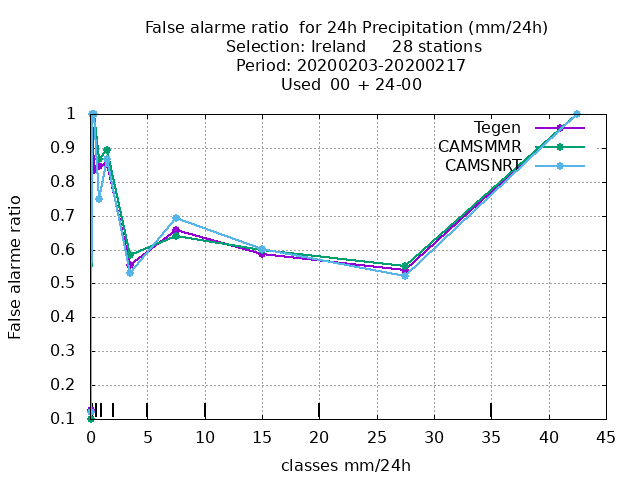 False alarme ratio  for 24h Precipitation (mm/24h)
Selection: Ireland     28 stations
Period: 20200203-20200217
Used  00 + 24-00
Tegen
CAMSMMR
CAMSNRT
1
0.9
0.8
0.7
0.6
0.5
0.4
0.3
0.2
0.1
False alarme ratio
0 5 10 15 20 25 30 35 40 45
classes mm/24h